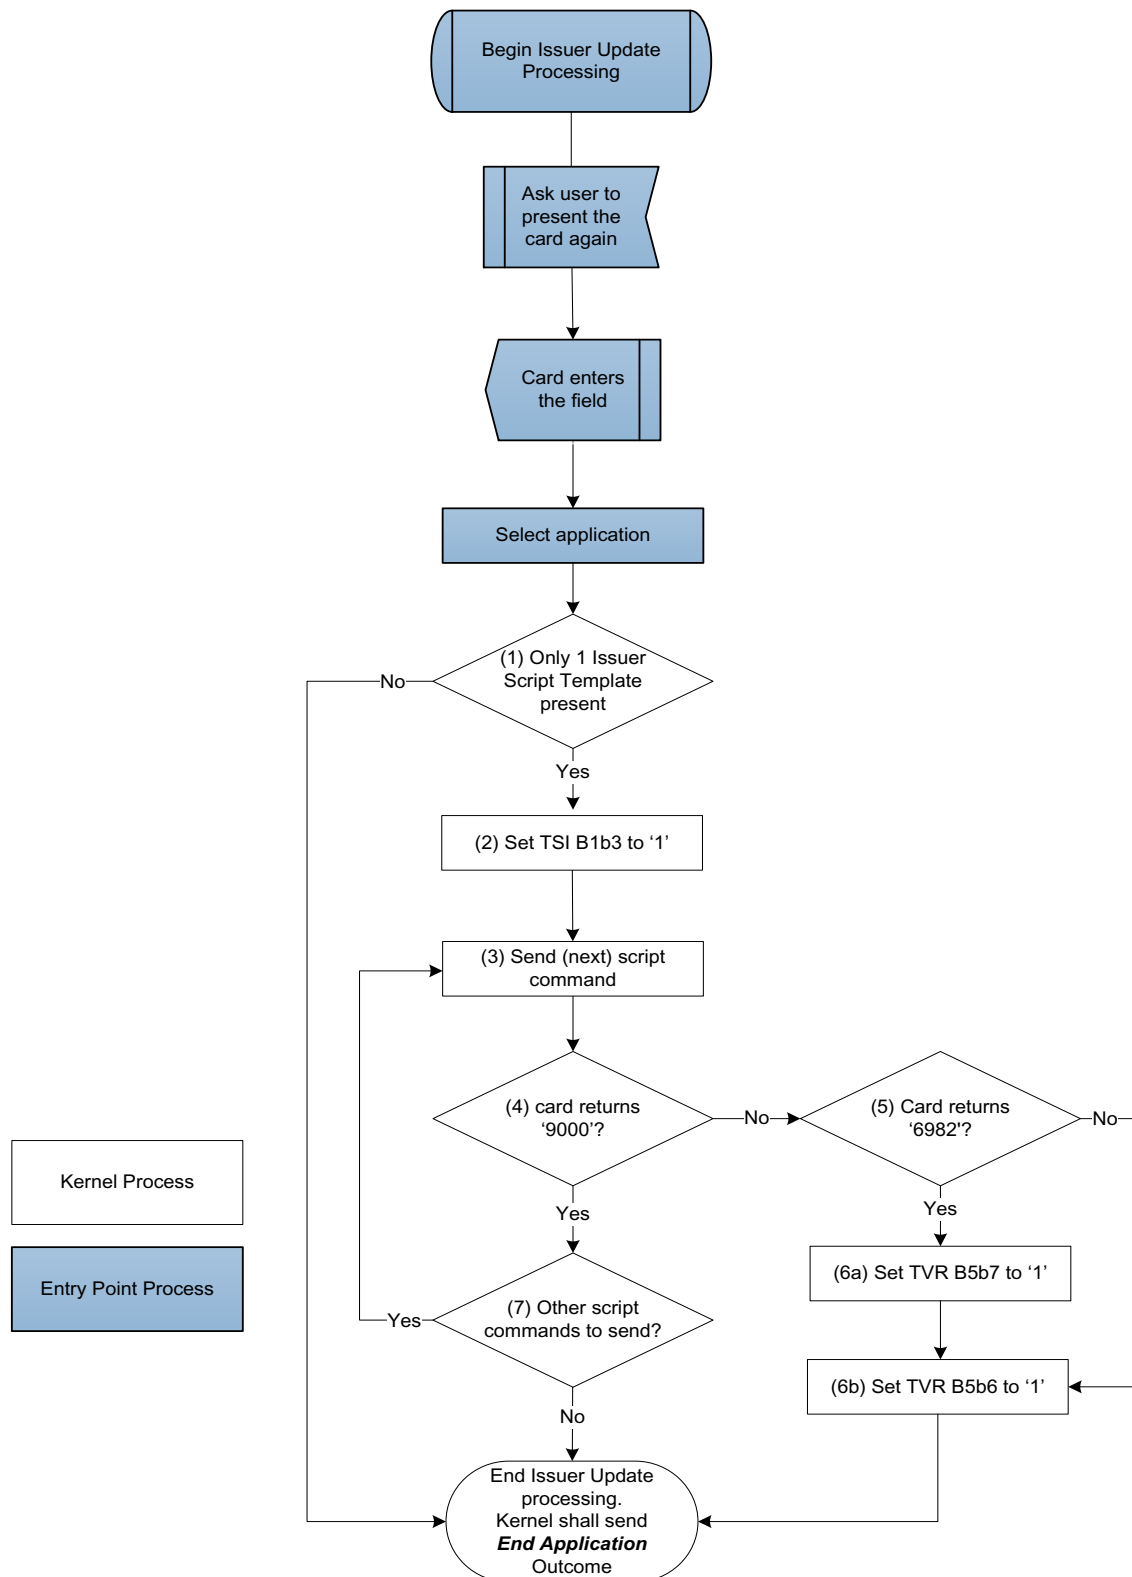 Begin Issuer Update
Processing
Ask user to
present the
card again
Card enters
the field
Select application
(1) Only 1 Issuer
Script Template
present
No
Yes
(2) Set TSI B1b3 to ‘1’
(3) Send (next) script
command
(4) card returns
‘9000’?
No
(5) Card returns
‘6982'?
No
Yes
Yes
Kernel Process
Entry Point Process
(6a) Set TVR B5b7 to ‘1’
(7) Other script
commands to send?
Yes
(6b) Set TVR B5b6 to ‘1’
No
End Issuer Update
processing.
Kernel shall send
End Application
Outcome